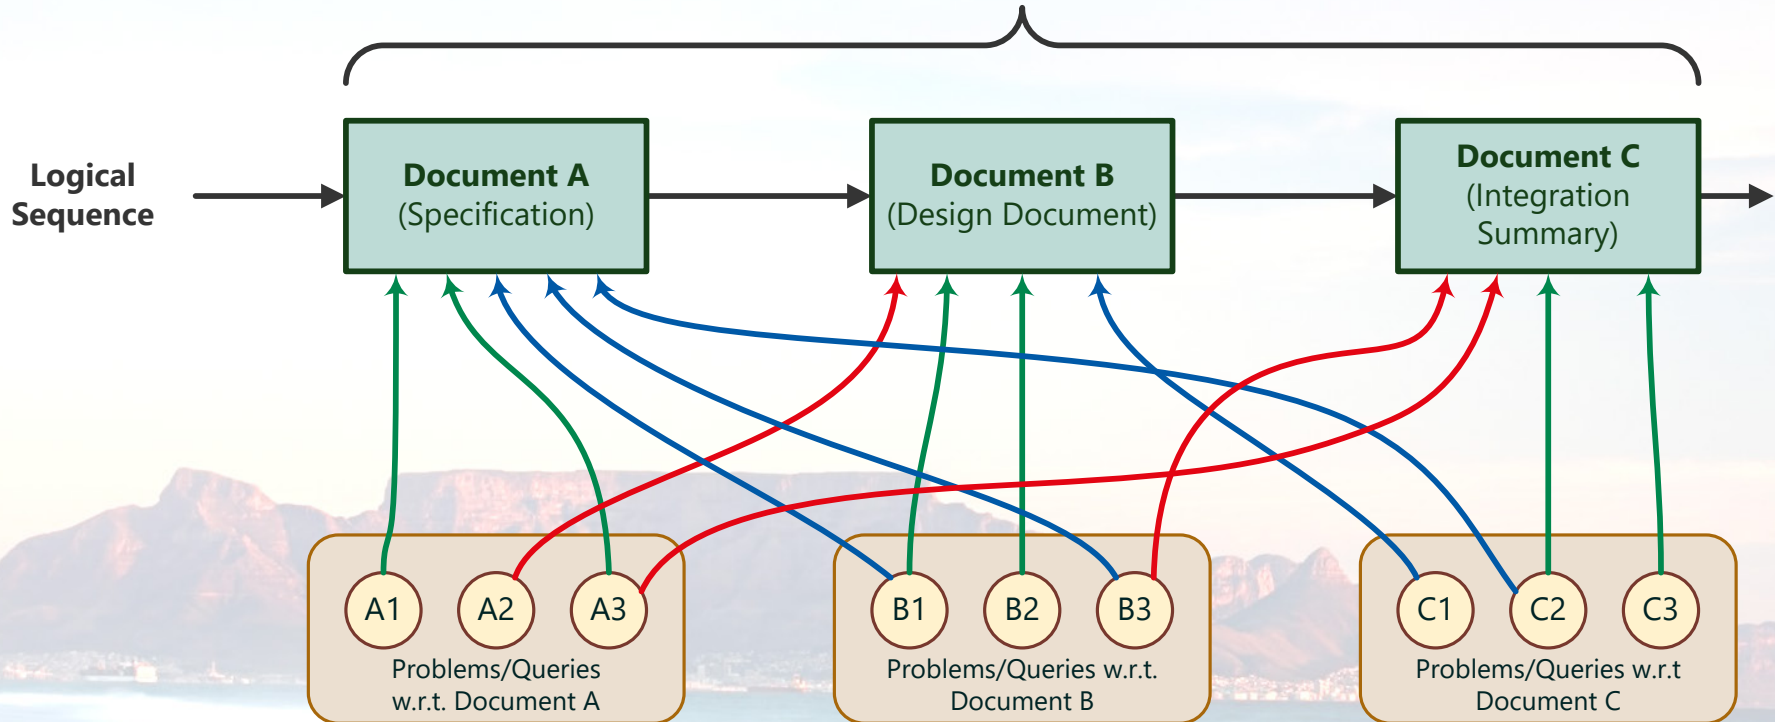 Logical
Sequence
Document A
(Specification)
Document B
(Design Document)
Document C
(Integration
Summary)
A1
A2
A3
Problems/Queries
w.r.t. Document A
B1
B2
B3
Problems/Queries w.r.t.
Document B
C1
C2
C3
Problems/Queries w.r.t
Document C